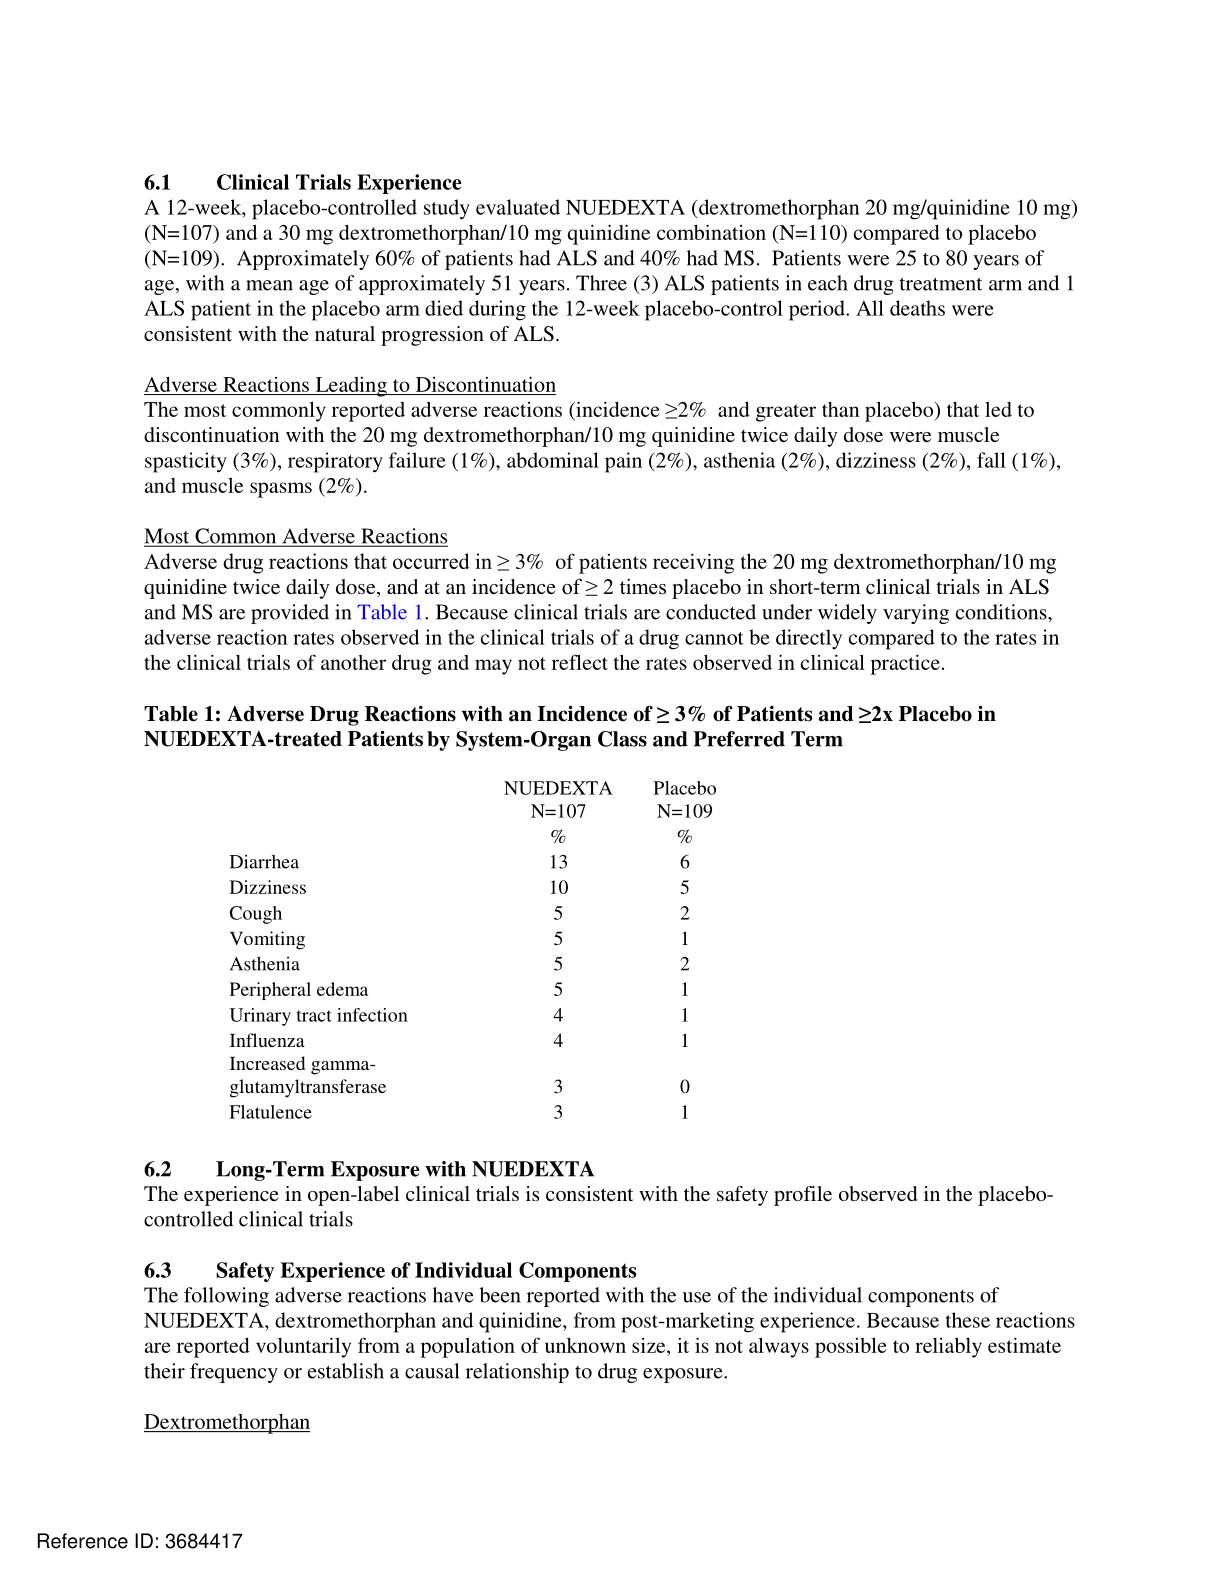 6.1 Clinical Trials Experience
A 12-week, placebo-controlled study evaluated NUEDEXTA (dextromethorphan 20 mg/quinidine 10 mg)
(N=107) and a 30 mg dextromethorphan/10 mg quinidine combination (N=110) compared to placebo
(N=109).  Approximately 60% of patients had ALS and 40% had MS.  Patients were 25 to 80 years of
age, with a mean age of approximately 51 years. Three (3) ALS patients in each drug treatment arm and 1
ALS patient in the placebo arm died during the 12-week placebo-control period. All deaths were
consistent with the natural progression of ALS.
Adverse Reactions Leading to Discontinuation
The most commonly reported adverse reactions (incidence ≥2%  and greater than placebo) that led to
discontinuation with the 20 mg dextromethorphan/10 mg quinidine twice daily dose were muscle
spasticity (3%), respiratory failure (1%), abdominal pain (2%), asthenia (2%), dizziness (2%), fall (1%),
and muscle spasms (2%).
Most Common Adverse Reactions
Adverse drug reactions that occurred in ≥ 3%  of patients receiving the 20 mg dextromethorphan/10 mg
quinidine twice daily dose, and at an incidence of ≥ 2 times placebo in short-term clinical trials in ALS
and MS are provided in Table 1. Because clinical trials are conducted under widely varying conditions,
adverse reaction rates observed in the clinical trials of a drug cannot be directly compared to the rates in
the clinical trials of another drug and may not reflect the rates observed in clinical practice.
Table 1: Adverse Drug Reactions with an Incidence of ≥ 3% of Patients and ≥2x Placebo in
NUEDEXTA-treated Patients by System-Organ Class and Preferred Term
NUEDEXTA Placebo
N=107 N=109
% %
Diarrhea 13 6
Dizziness 10 5
Cough 5 2
Vomiting 5 1
Asthenia 5 2
Peripheral edema 5 1
Urinary tract infection 4 1
Influenza 4 1
Increased gamma-
glutamyltransferase 3 0
Flatulence 3 1
6.2 Long-Term Exposure with NUEDEXTA
The experience in open-label clinical trials is consistent with the safety profile observed in the placebo-
controlled clinical trials
6.3 Safety Experience of Individual Components
The following adverse reactions have been reported with the use of the individual components of
NUEDEXTA, dextromethorphan and quinidine, from post-marketing experience. Because these reactions
are reported voluntarily from a population of unknown size, it is not always possible to reliably estimate
their frequency or establish a causal relationship to drug exposure.
Dextromethorphan
Reference ID: 3684417